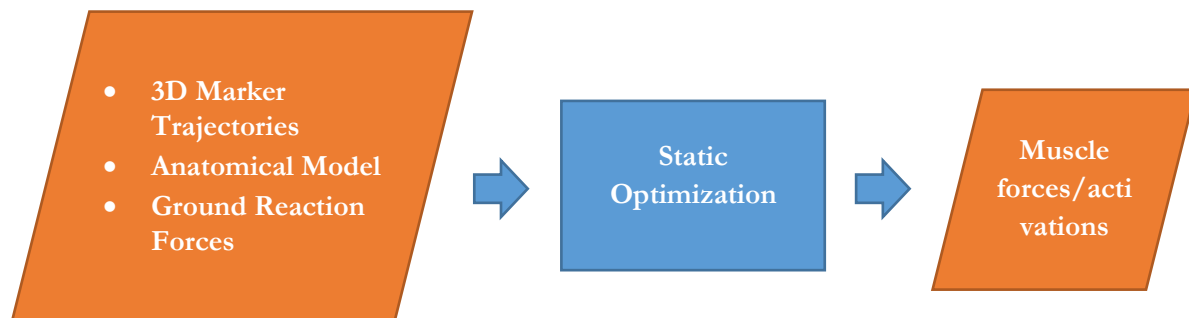 • 3D Marker
Trajectories
• Anatomical Model
• Ground Reaction
Forces
Static
Optimization
Muscle
forces/acti
vations